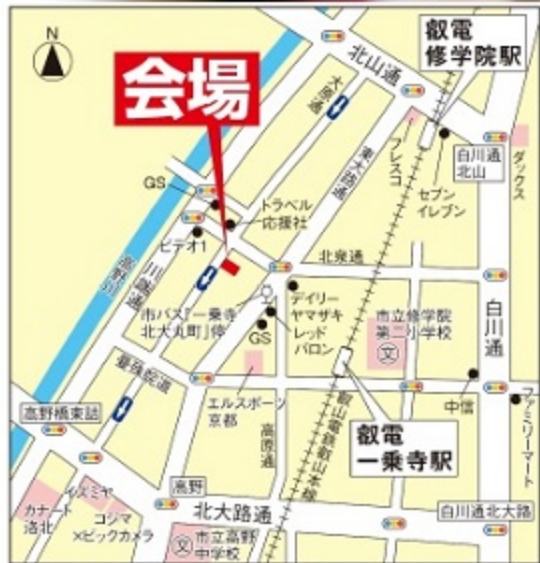 N
叡電
修学院駅
北山通
大原通
会場
東大路通
フレスコ
セブン
イレブン
白川通
北山
ダックス
GS
トラベル
応援社
ビデオ1
高野川
川端通
北泉通
市バス「一乗寺
北大丸町」停
デイリー
ヤマザキ
レッド
バロン
GS
市立修学院
第二小学校
文
白川通
曼殊院道
エルスポーツ
京都
高原通
叡山電鉄叡山本線
叡電
一乗寺駅
中信
ファミリーマート
高野橋東詰
高野
イズミヤ
カナート
洛北
コジマ
×ビックカメラ
北大路通
白川通北大路
文
市立高野
中学校